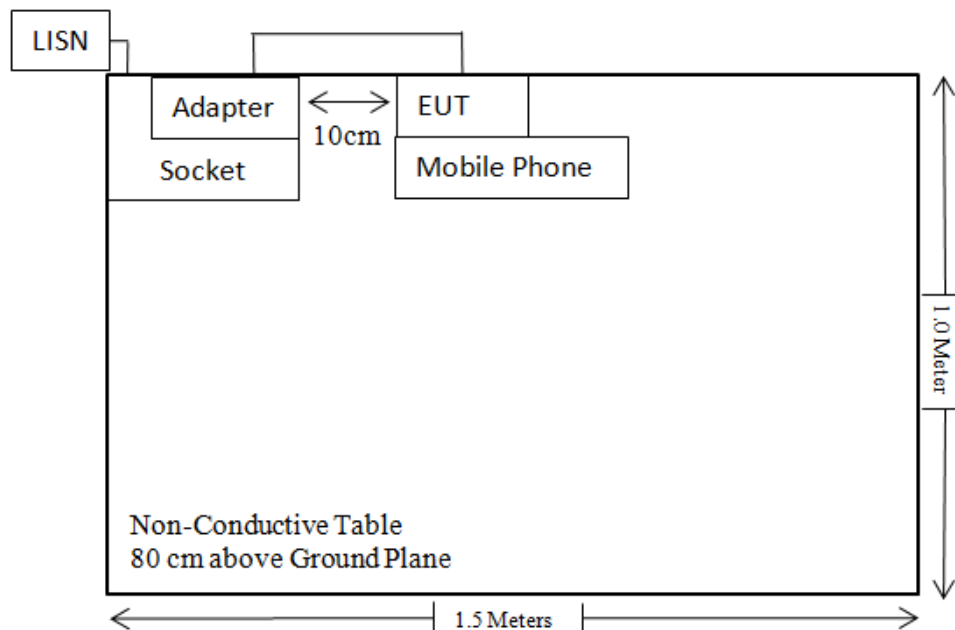 LISN
Adapter
EUT
10cm
Socket
Mobile Phone
1.0 Meter
Non-Conductive Table
80 cm above Ground Plane
1.5 Meters